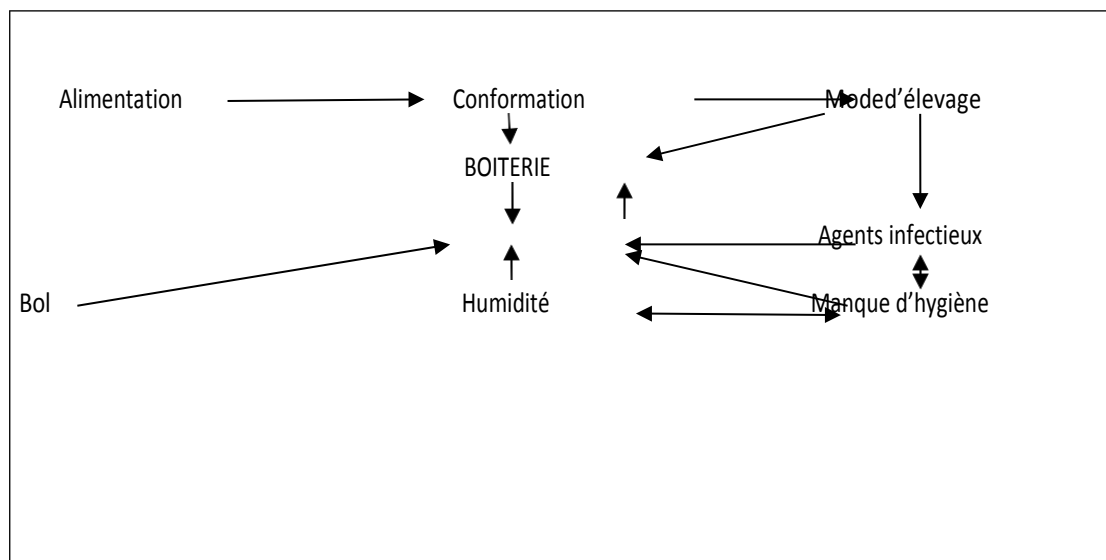 Alimentation Conformation Moded’élevage
BOITERIE
Agents infectieux
Bol Humidité Manque d’hygiène